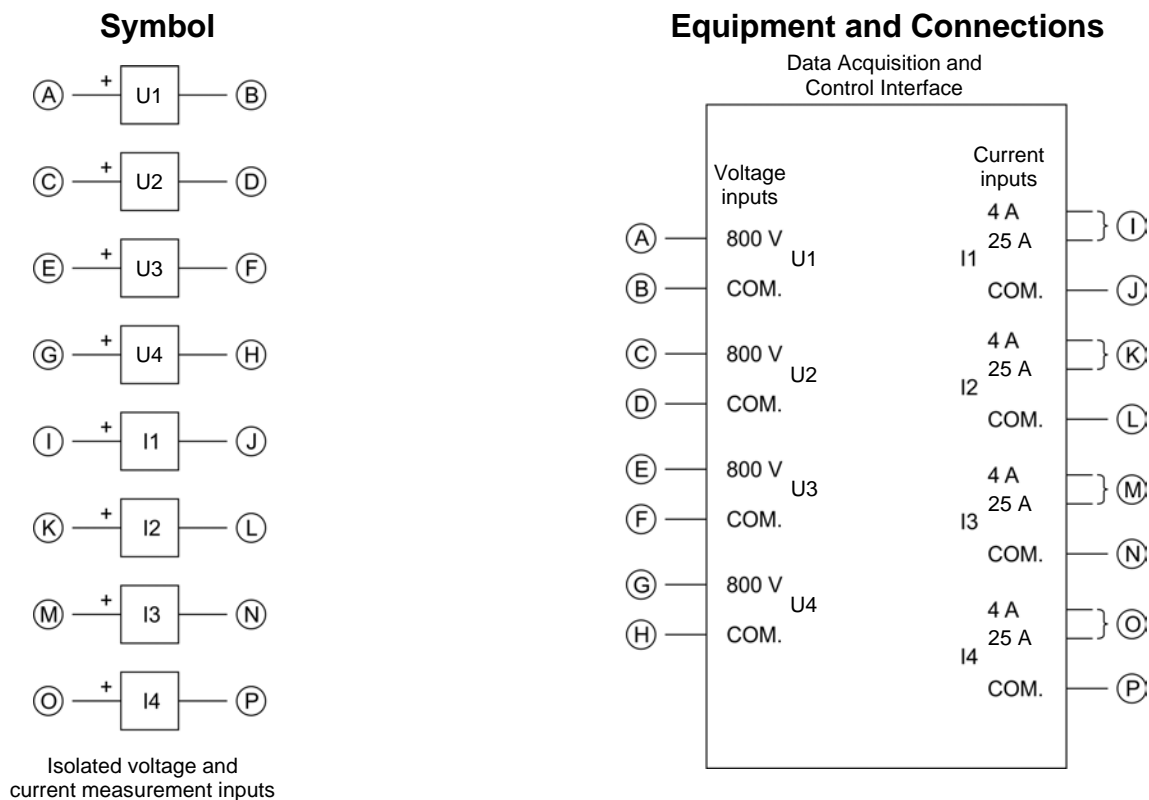 Symbol
A + U1 B
C + U2 D
E + U3 F
G + U4 H
I + I1 J
K + I2 L
M + I3 N
O + I4 P
Isolated voltage and
current measurement inputs
Equipment and Connections
Data Acquisition and
Control Interface
Voltage
inputs
Current
inputs
A 800 V
U1
B COM.
C 800 V
U2
D COM.
E 800 V
U3
F COM.
G 800 V
U4
H COM.
4 A
I
25 A
I1
COM. J
4 A
K
25 A
I2
COM. L
4 A
M
25 A
I3
COM. N
4 A
O
25 A
I4
COM. P